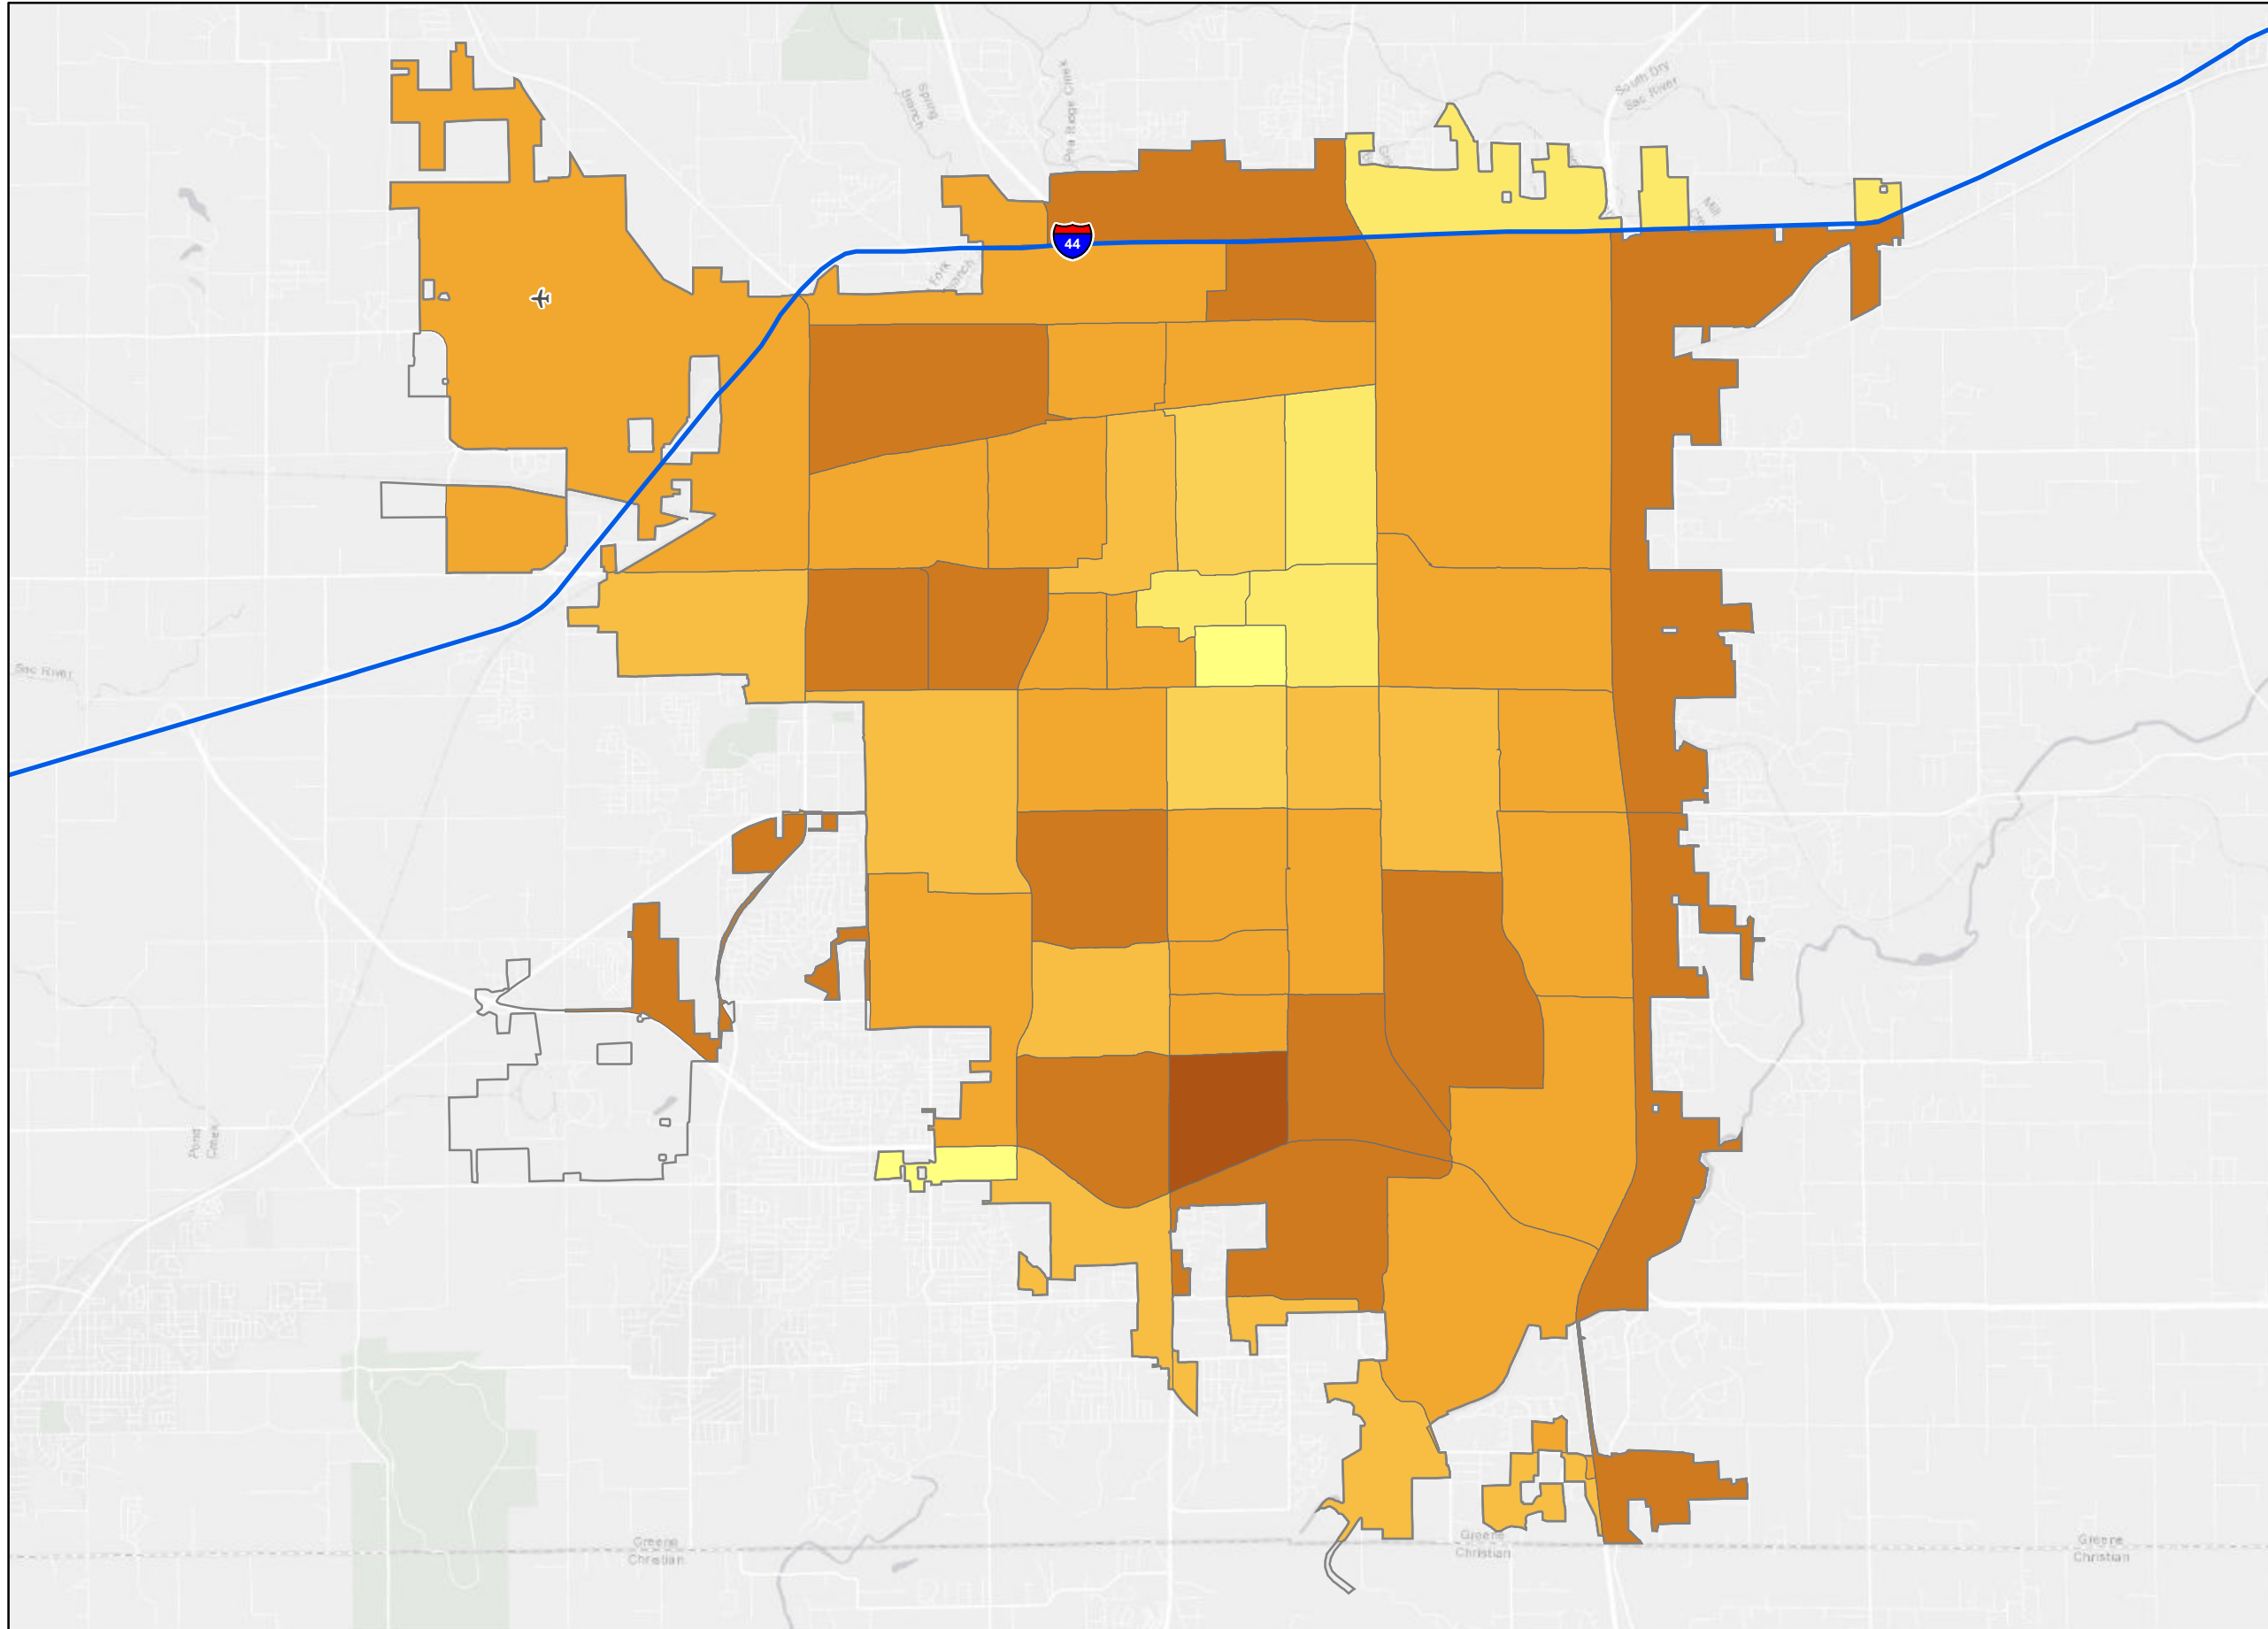 South Dry
Sac River
Spring
Branch
Pea Ridge Creek
Mill
44
Fork
Sac River
Pond
Creek
Greene
Christian
Greene
Christian
Greene
Christian